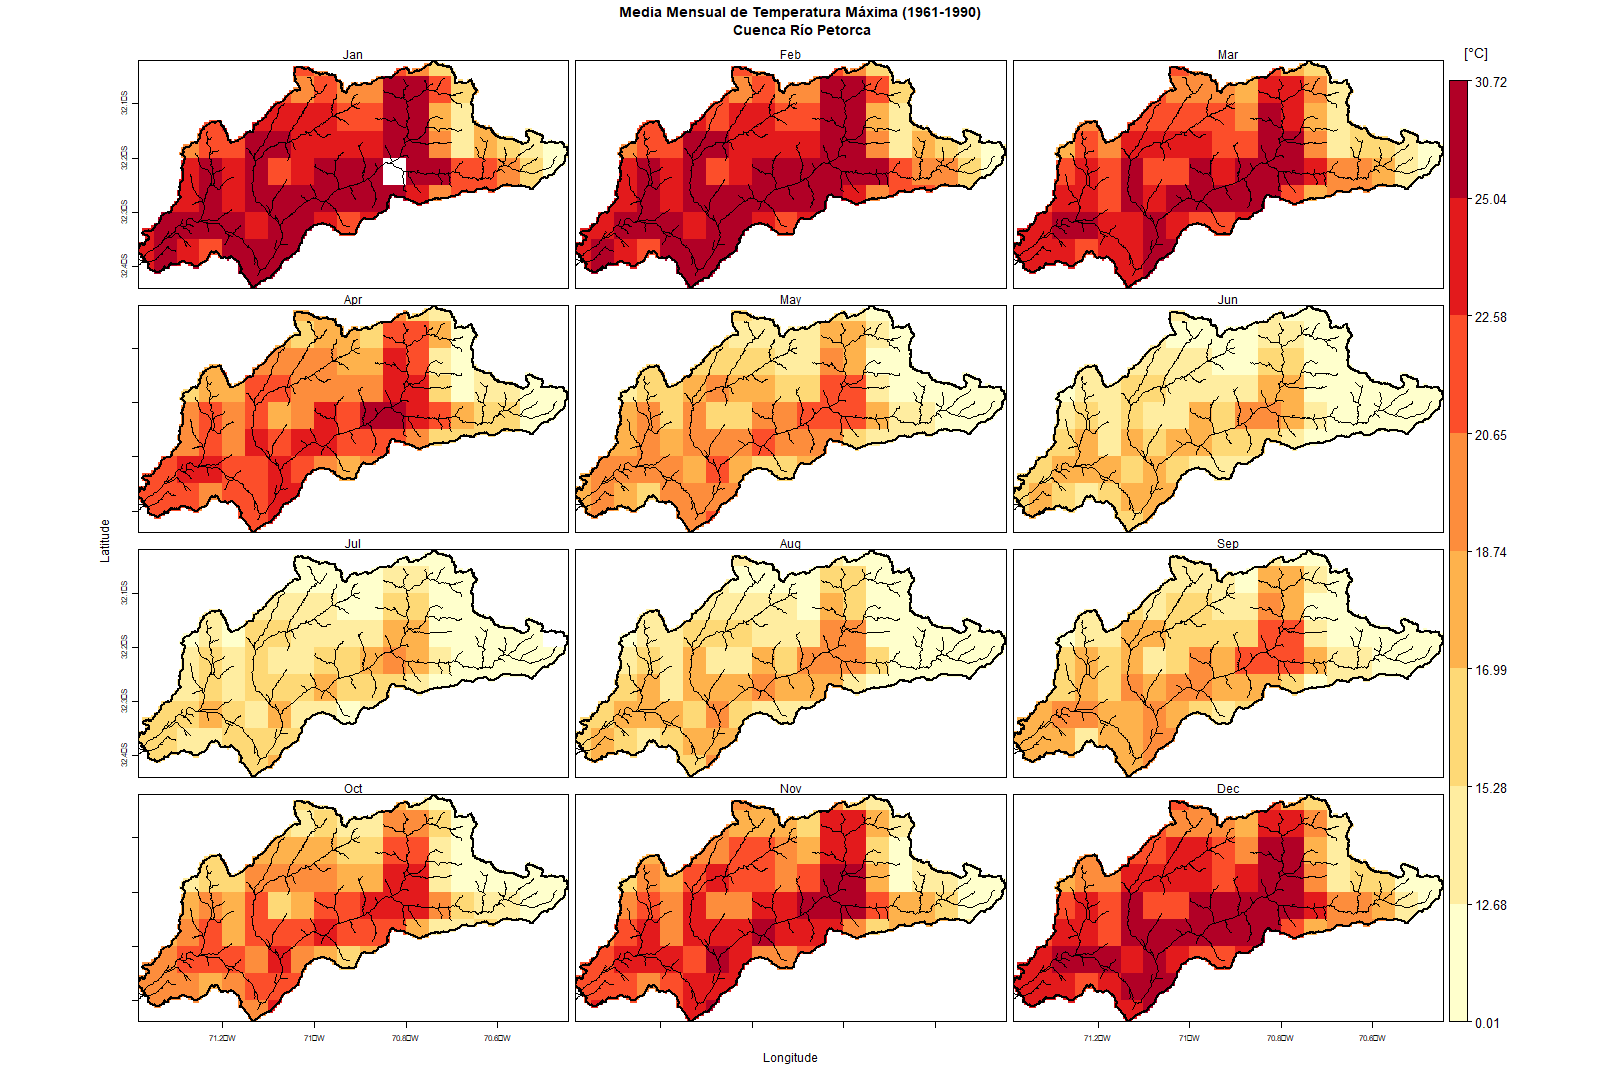 Media Mensual de Temperatura Máxima (1961-1990)
Cuenca Río Petorca
Jan
Feb
Mar
[°C]
30.72
25.04
22.58
20.65
18.74
16.99
15.28
12.68
0.01
32.1▯S
32.2▯S
32.3▯S
32.4▯S
Apr
May
Jun
Latitude
Jul
Aug
Sep
32.1▯S
32.2▯S
32.3▯S
32.4▯S
Oct
Nov
Dec
71.2▯W
71▯W
70.8▯W
70.6▯W
71.2▯W
71▯W
70.8▯W
70.6▯W
Longitude